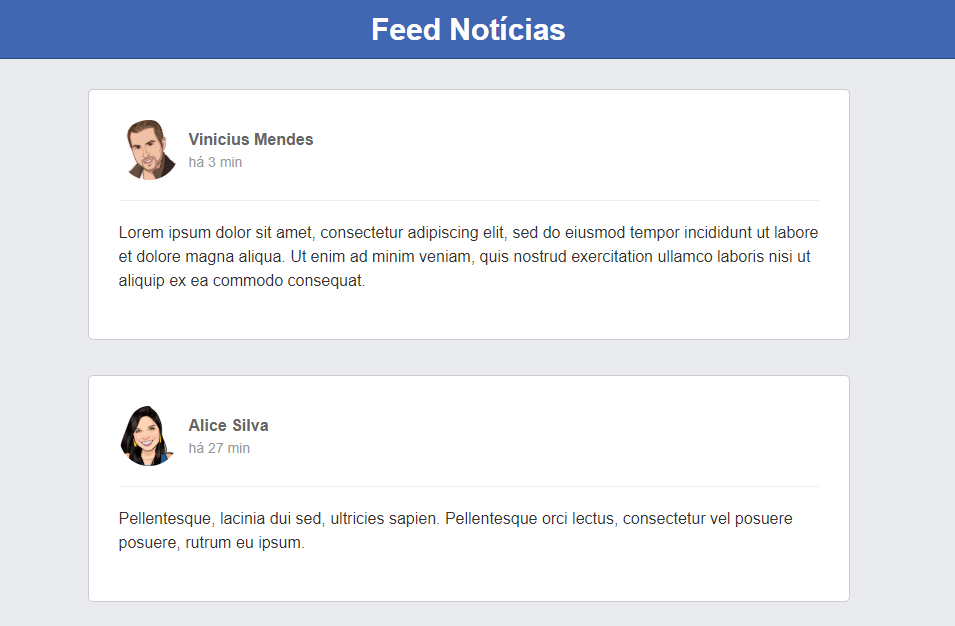 Feed Notícias
Vinicius Mendes
há 3 min
Lorem ipsum dolor sit amet, consectetur adipiscing elit, sed do eiusmod tempor incididunt ut labore
et dolore magna aliqua. Ut enim ad minim veniam, quis nostrud exercitation ullamco laboris nisi ut
aliquip ex ea commodo consequat.
Alice Silva
há 27 min
Pellentesque, lacinia dui sed, ultricies sapien. Pellentesque orci lectus, consectetur vel posuere
posuere, rutrum eu ipsum.